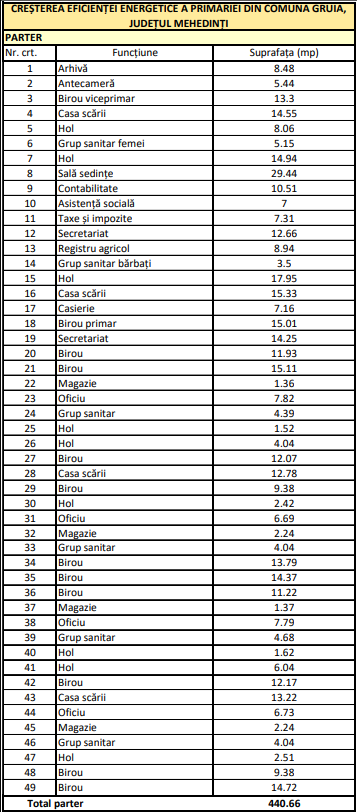 CREȘTEREA EFICIENȚEI ENERGETICE A PRIMĂRIEI DIN COMUNA GRUIA,
JUDEȚUL MEHEDINȚI
PARTER
Nr. crt. Funcțiune Suprafața (mp)
1 Arhivă 8.48
2 Antecameră 5.44
3 Birou viceprimar 13.3
4 Casa scării 14.55
5 Hol 8.06
6 Grup sanitar femei 5.15
7 Hol 14.94
8 Sală sedințe 29.44
9 Contabilitate 10.51
10 Asistență socială 7
11 Taxe și impozite 7.31
12 Secretariat 12.66
13 Registru agricol 8.94
14 Grup sanitar bărbați 3.5
15 Hol 17.95
16 Casa scării 15.33
17 Casierie 7.16
18 Birou primar 15.01
19 Secretariat 14.25
20 Birou 11.93
21 Birou 15.11
22 Magazie 1.36
23 Oficiu 7.82
24 Grup sanitar 4.39
25 Hol 1.52
26 Hol 4.04
27 Birou 12.07
28 Casa scării 12.78
29 Birou 9.38
30 Hol 2.42
31 Oficiu 6.69
32 Magazie 2.24
33 Grup sanitar 4.04
34 Birou 13.79
35 Birou 14.37
36 Birou 11.22
37 Magazie 1.37
38 Oficiu 7.79
39 Grup sanitar 4.68
40 Hol 1.62
41 Hol 6.04
42 Birou 12.17
43 Casa scării 13.22
44 Oficiu 6.73
45 Magazie 2.24
46 Grup sanitar 4.04
47 Hol 2.51
48 Birou 9.38
49 Birou 14.72
Total parter 440.66